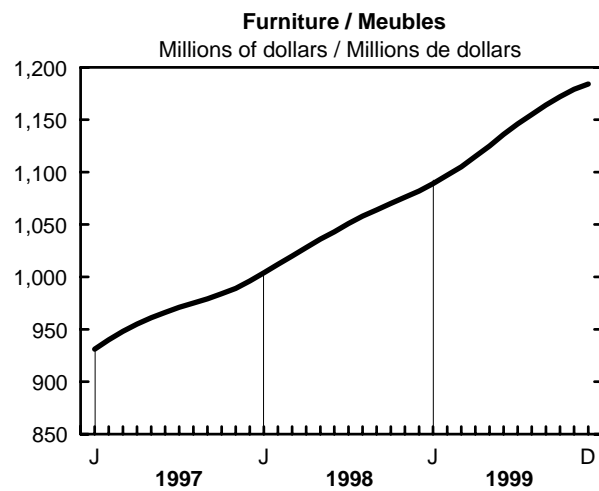 Furniture / Meubles
Millions of dollars / Millions de dollars
1,200
1,150
1,100
1,050
1,000
950
900
850
J J J D
1997 1998 1999